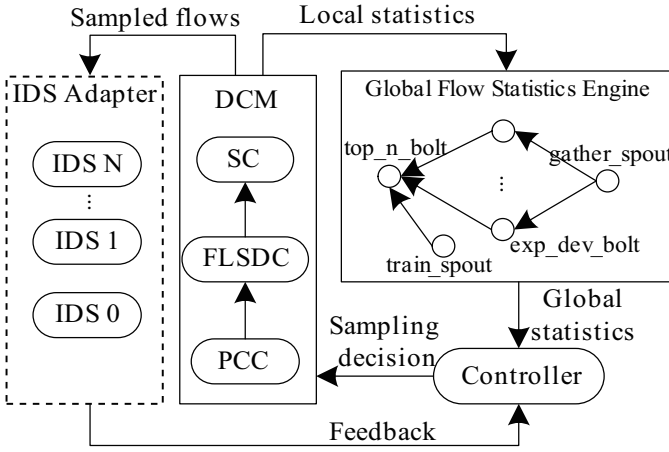 Sampled flows
Local statistics
IDS Adapter
DCM
Global Flow Statistics Engine
IDS N
...
IDS 1
IDS 0
SC
FLSDC
PCC
top_n_bolt
gather_spout
...
exp_dev_bolt
train_spout
Global
statistics
Sampling
decision
Controller
Feedback